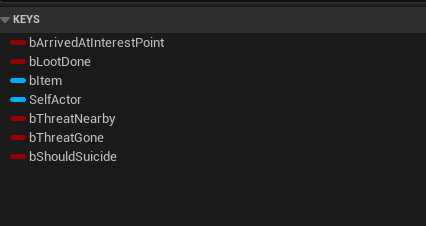 KEYS
bArrivedAtInterestPoint
bLootDone
bItem
SelfActor
bThreatNearby
bThreatGone
bShouldSuicide